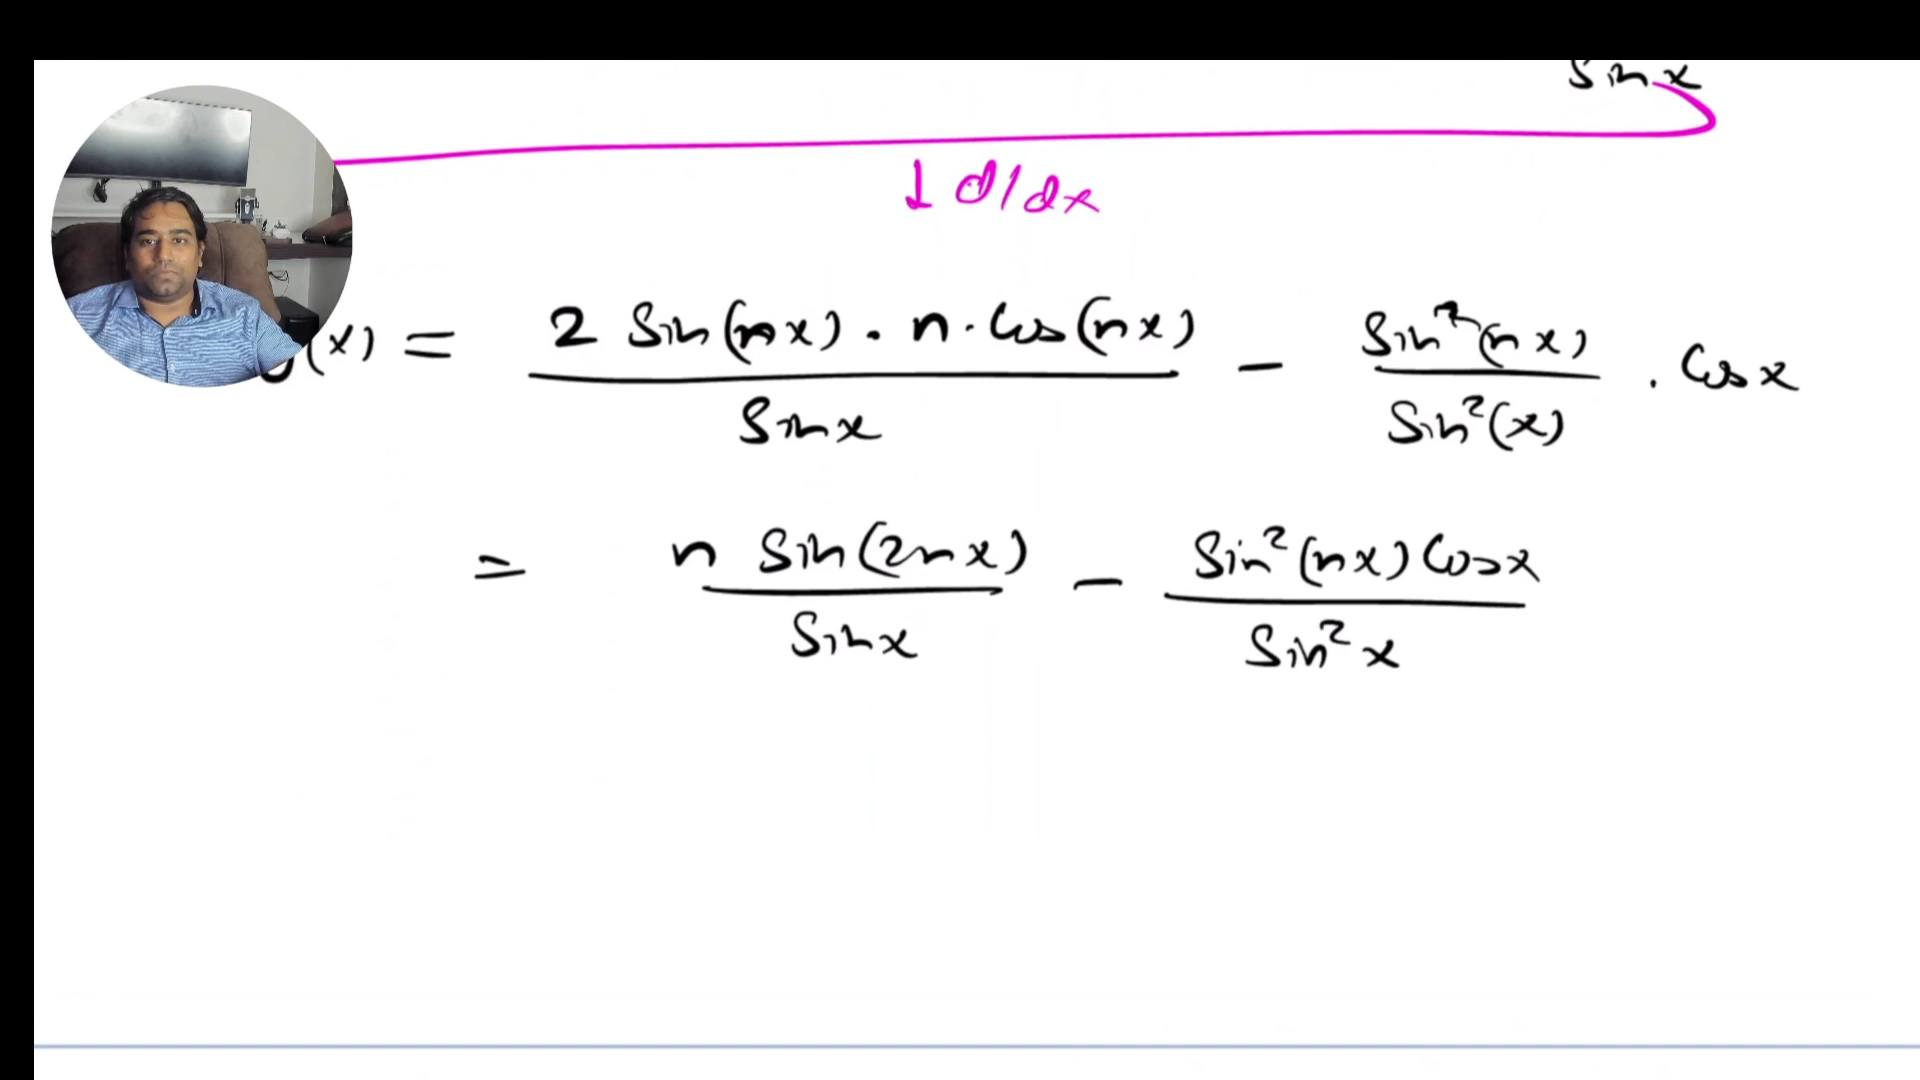 Sin x
↓ d/dx
(x) = 2 Sin(nx) · n · Cos(nx) / Sin x − Sin²(nx) / Sin²(x) · Cos x
= n Sin(2nx) / Sin x − Sin²(nx) Cos x / Sin² x